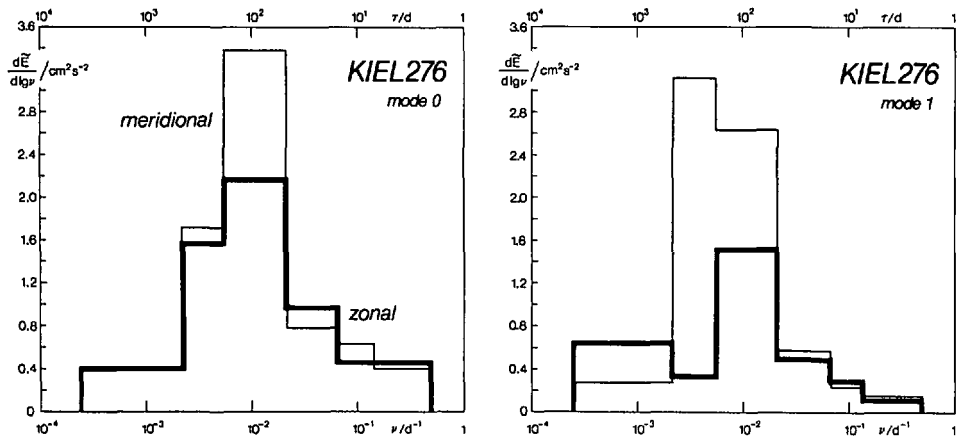 10⁴ 10³ 10² 10 τ/d 1
3.6
dẼ/dlgν /cm²s⁻²
2.8
2.4
2.0
1.6
1.2
0.8
0.4
0
KIEL276
mode 0
meridional
zonal
10⁻⁴ 10⁻³ 10⁻² 10⁻¹ ν/d⁻¹ 1
10⁴ 10³ 10² 10 τ/d 1
3.6
dẼ/dlgν /cm²s⁻²
2.8
2.4
2.0
1.6
1.2
0.8
0.4
0
KIEL276
mode 1
10⁻⁴ 10⁻³ 10⁻² 10⁻¹ ν/d⁻¹ 1